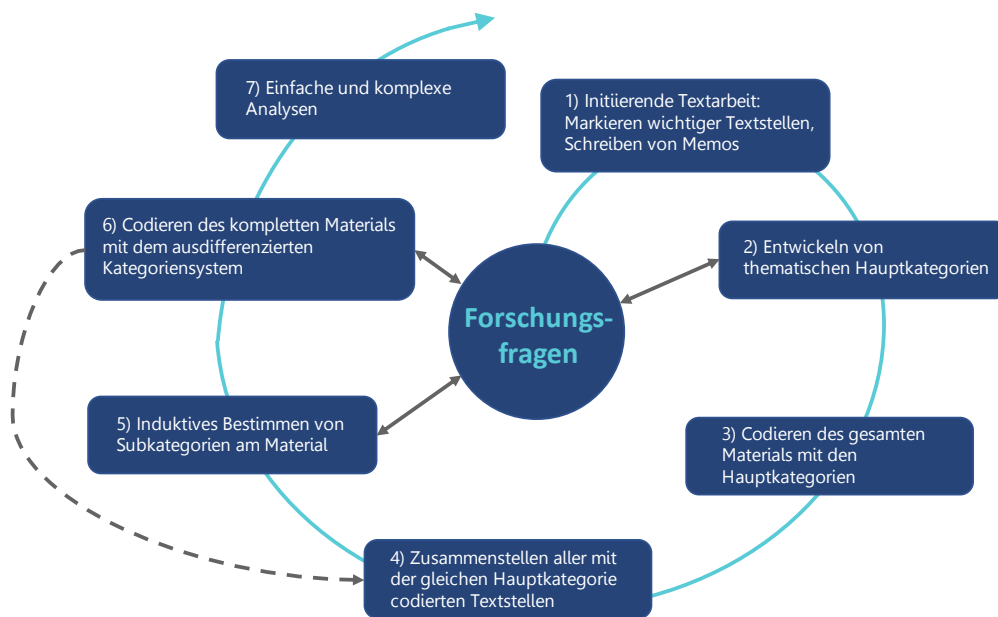 1) Initiierende Textarbeit:
Markieren wichtiger Textstellen,
Schreiben von Memos
2) Entwickeln von
thematischen Hauptkategorien
3) Codieren des gesamten
Materials mit den
Hauptkategorien
4) Zusammenstellen aller mit
der gleichen Hauptkategorie
codierten Textstellen
5) Induktives Bestimmen von
Subkategorien am Material
6) Codieren des kompletten Materials
mit dem ausdifferenzierten
Kategoriensystem
7) Einfache und komplexe
Analysen
Forschungs-
fragen